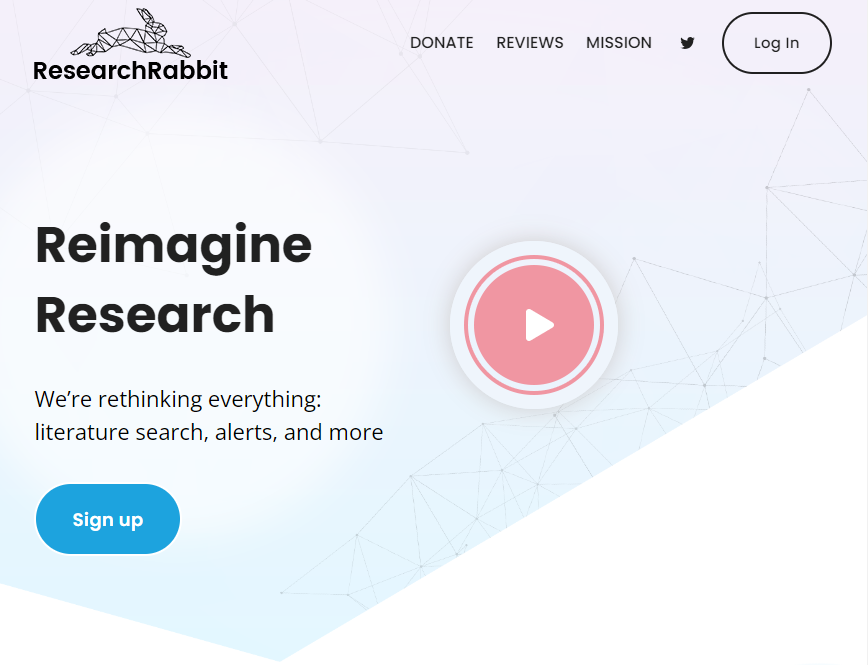 ResearchRabbit
DONATE REVIEWS MISSION
Log In
Reimagine
Research
We’re rethinking everything:
literature search, alerts, and more
Sign up